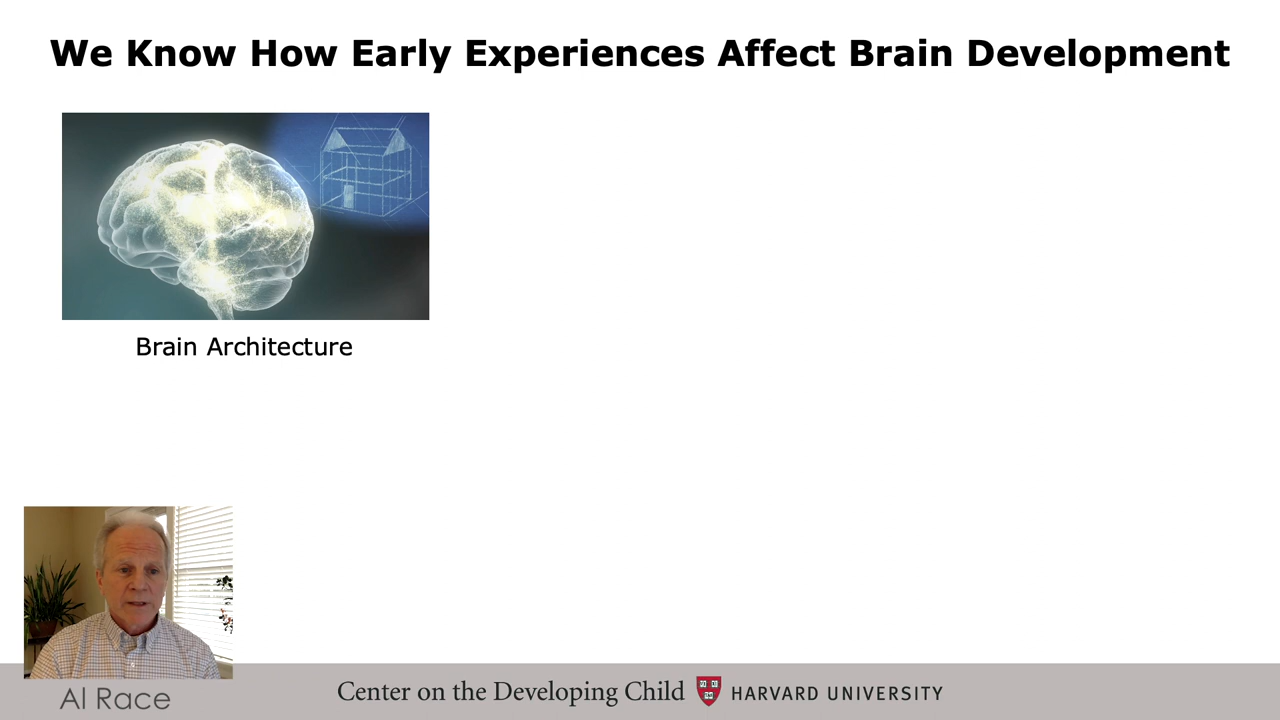 We Know How Early Experiences Affect Brain Development
Brain Architecture
Al Race
Center on the Developing Child
HARVARD UNIVERSITY